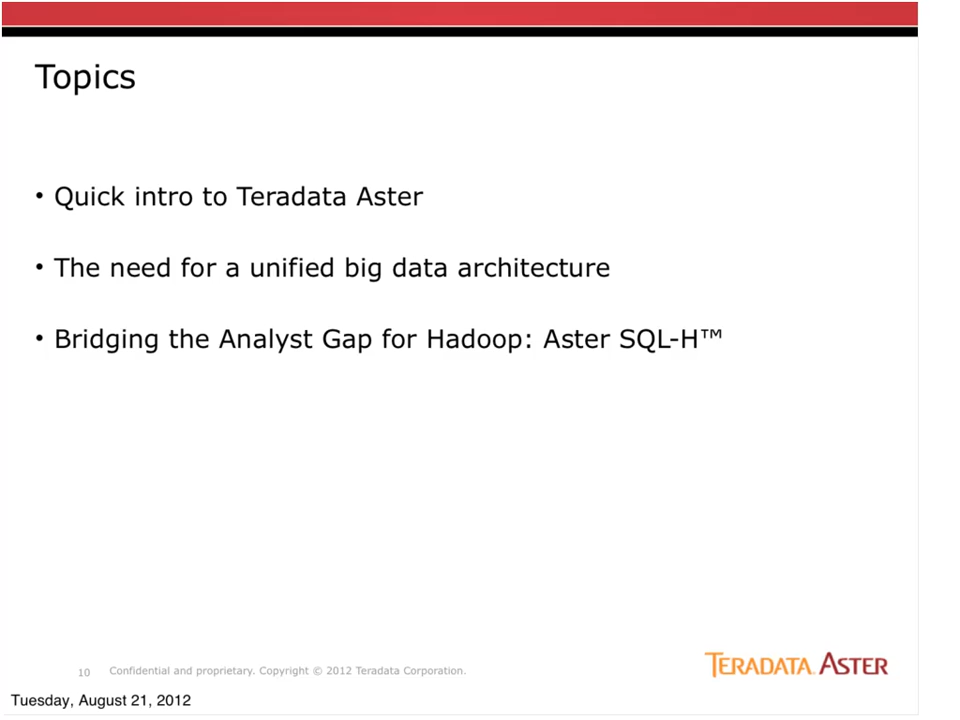 Topics
• Quick intro to Teradata Aster
• The need for a unified big data architecture
• Bridging the Analyst Gap for Hadoop: Aster SQL-H™
10 Confidential and proprietary. Copyright © 2012 Teradata Corporation.
TERADATA ASTER
Tuesday, August 21, 2012